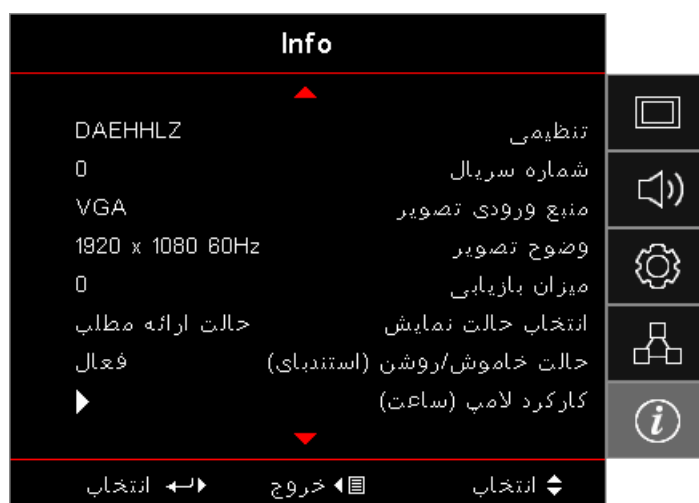 Info
تنظیمی DAEHHLZ
شماره سریال 0
منبع ورودی تصویر VGA
وضوح تصویر 1920 x 1080 60Hz
میزان بازیابی 0
انتخاب حالت نمایش حالت ارائه مطلب
حالت خاموش/روشن (استندبای) فعال
کارکرد لامپ (ساعت)
انتخاب خروج انتخاب